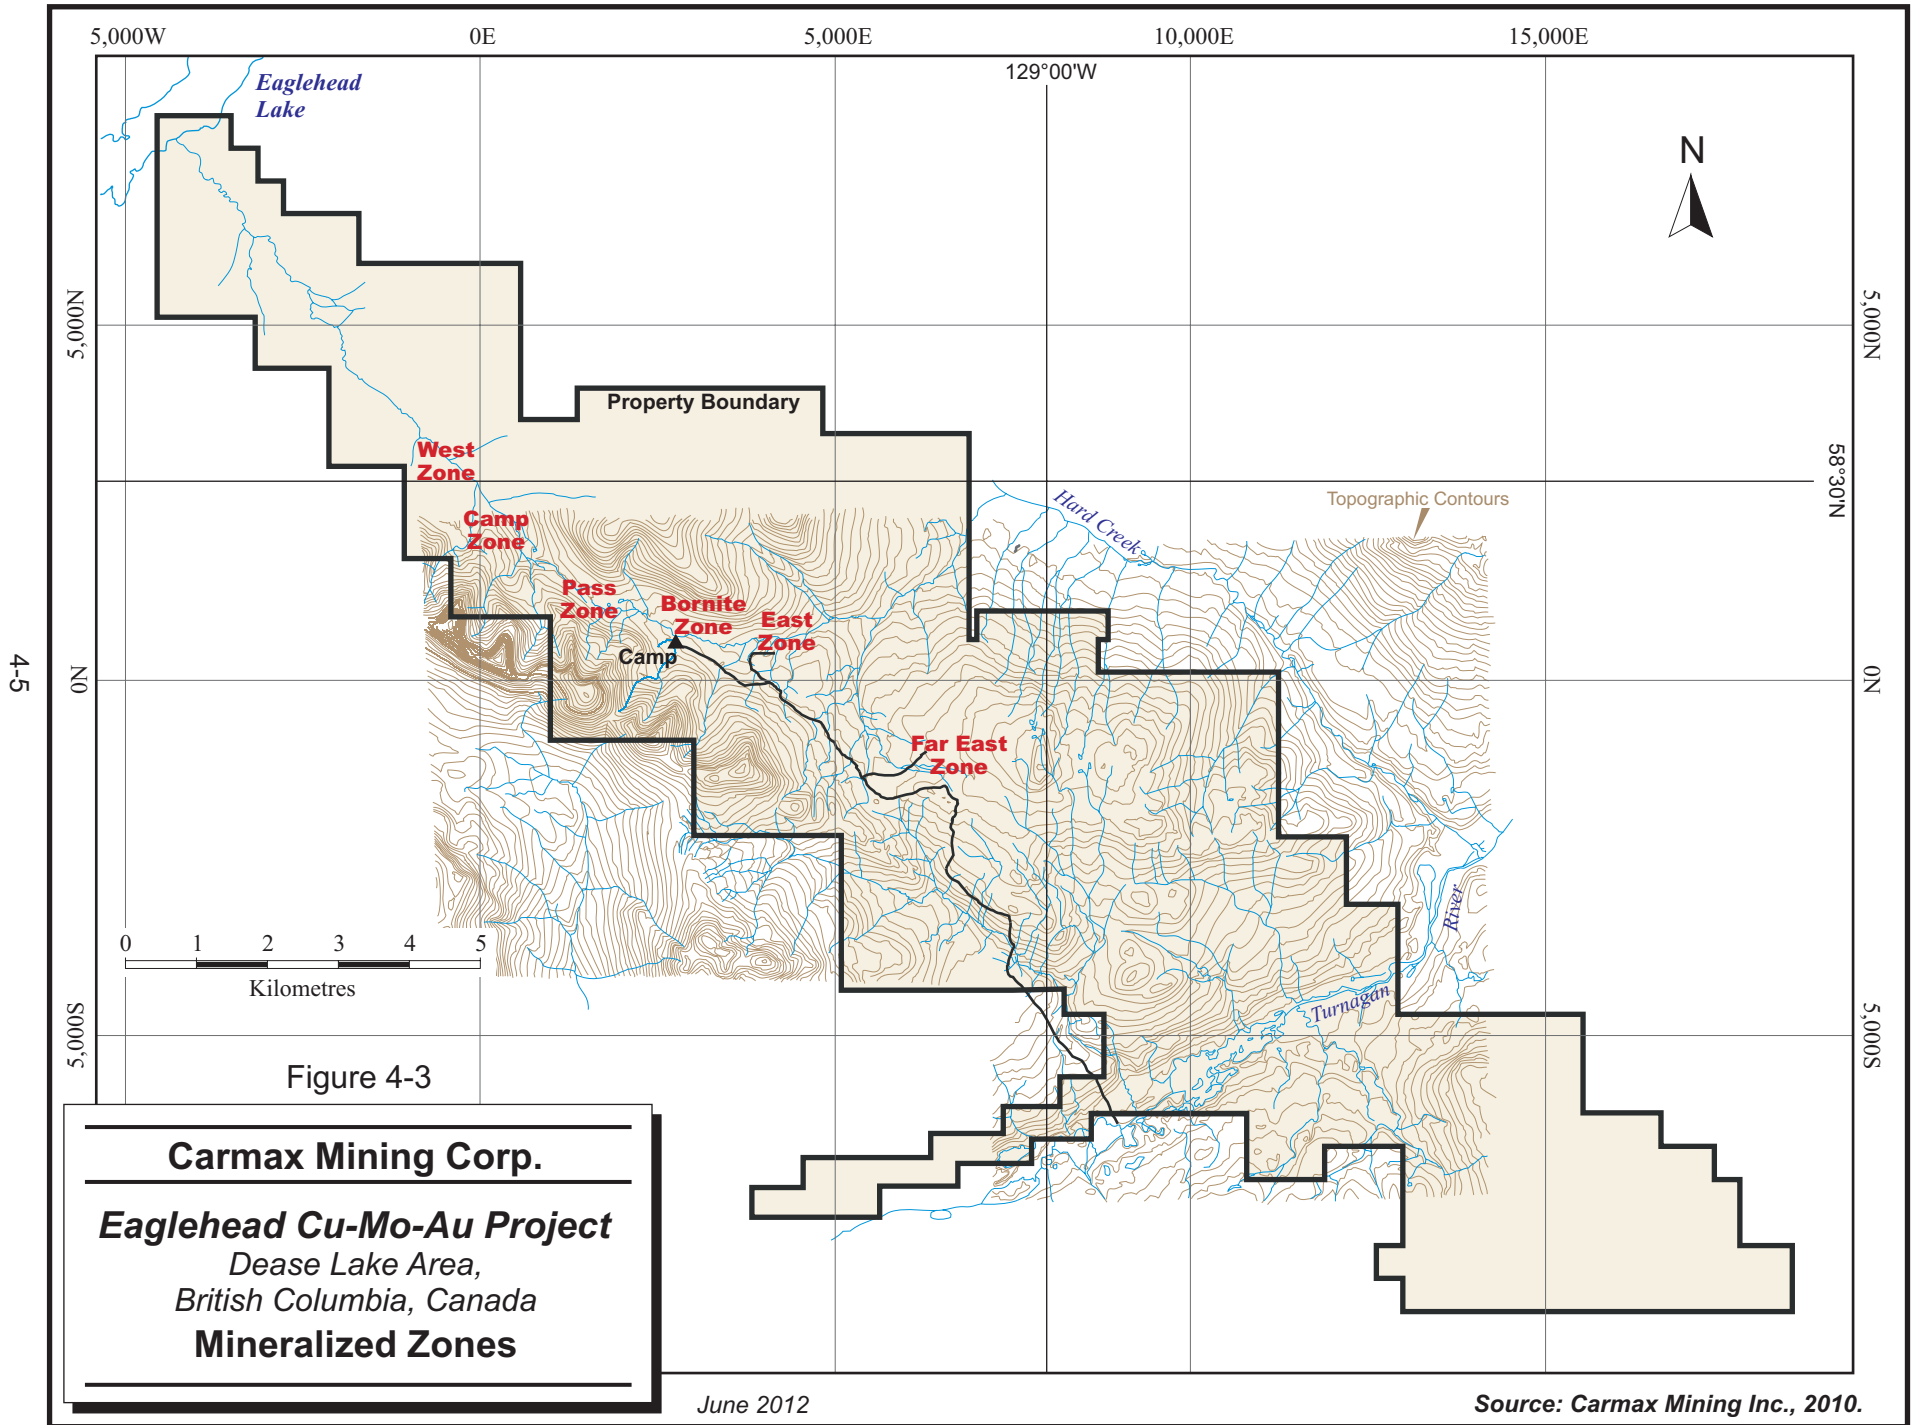 5,000W
0E
5,000E
10,000E
15,000E
129°00'W
Eaglehead
Lake
N
5,000N
5,000N
Property Boundary
West
Zone
58°30'N
Hard Creek
Topographic Contours
Camp
Zone
Pass
Zone
Bornite
Zone
East
Zone
Camp
4-5
0N
0N
Far East
Zone
River
0 1 2 3 4 5
Kilometres
Turnagan
5,000S
5,000S
Figure 4-3
Carmax Mining Corp.
Eaglehead Cu-Mo-Au Project
Dease Lake Area,
British Columbia, Canada
Mineralized Zones
June 2012
Source: Carmax Mining Inc., 2010.